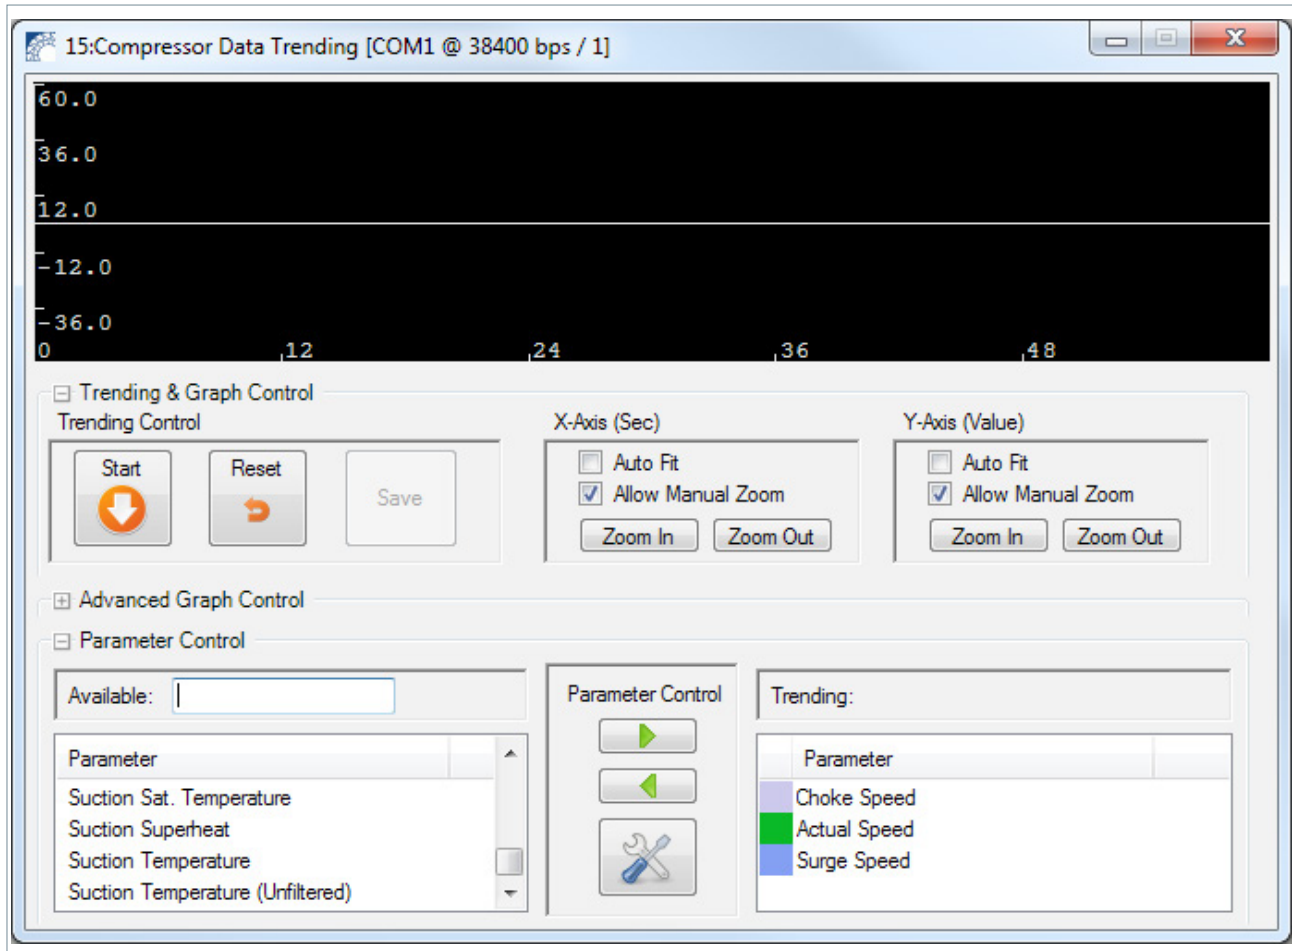 15:Compressor Data Trending [COM1 @ 38400 bps / 1]
60.0
36.0
12.0
-12.0
-36.0
0 12 24 36 48
Trending & Graph Control
Trending Control X-Axis (Sec) Y-Axis (Value)
Start Reset Save Auto Fit Auto Fit
Allow Manual Zoom Allow Manual Zoom
Zoom In Zoom Out Zoom In Zoom Out
Advanced Graph Control
Parameter Control
Available: Parameter Control Trending:
Parameter Parameter
Suction Sat. Temperature Choke Speed
Suction Superheat Actual Speed
Suction Temperature Surge Speed
Suction Temperature (Unfiltered)